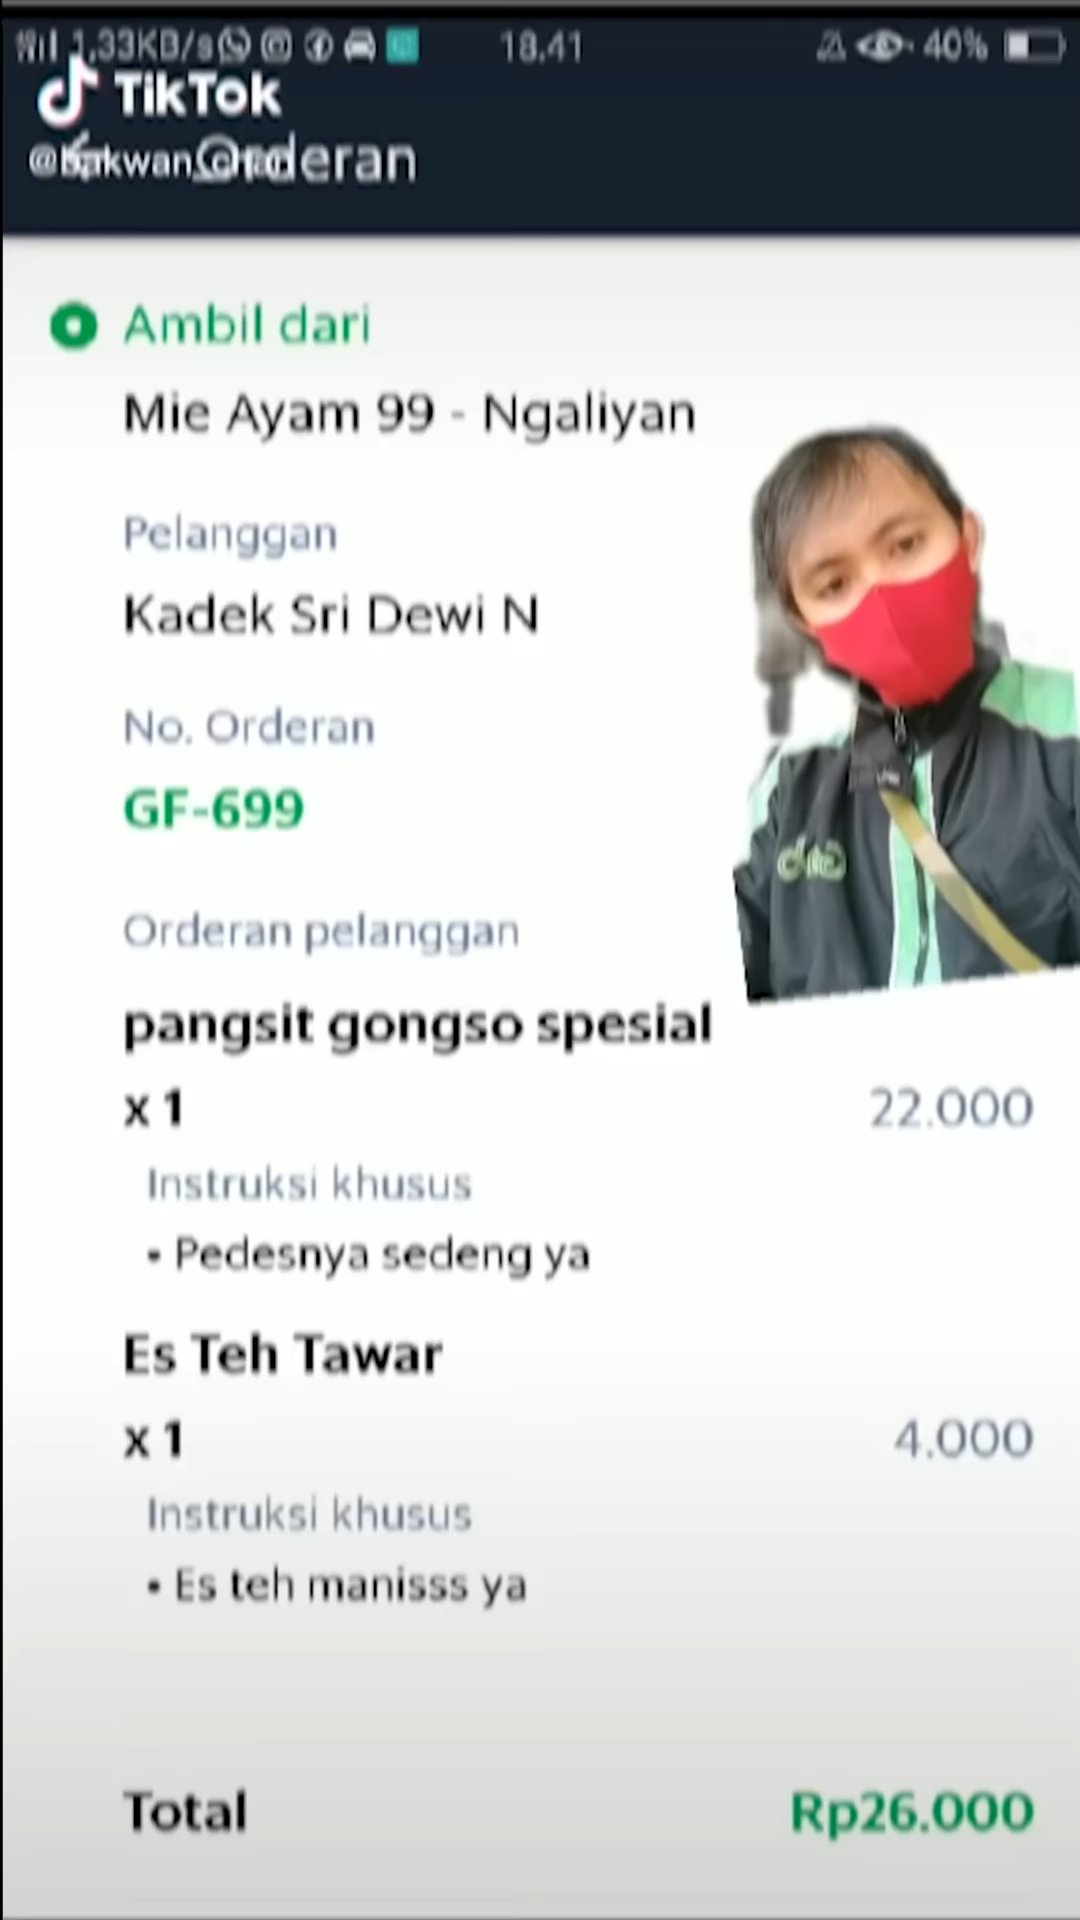 1,33KB/s
18.41
40%
TikTok
Orderan
Ambil dari
Mie Ayam 99 - Ngaliyan
Pelanggan
Kadek Sri Dewi N
No. Orderan
GF-699
Orderan pelanggan
pangsit gongso spesial
x 1
22.000
Instruksi khusus
• Pedesnya sedeng ya
Es Teh Tawar
x 1
4.000
Instruksi khusus
• Es teh manisss ya
Total
Rp26.000